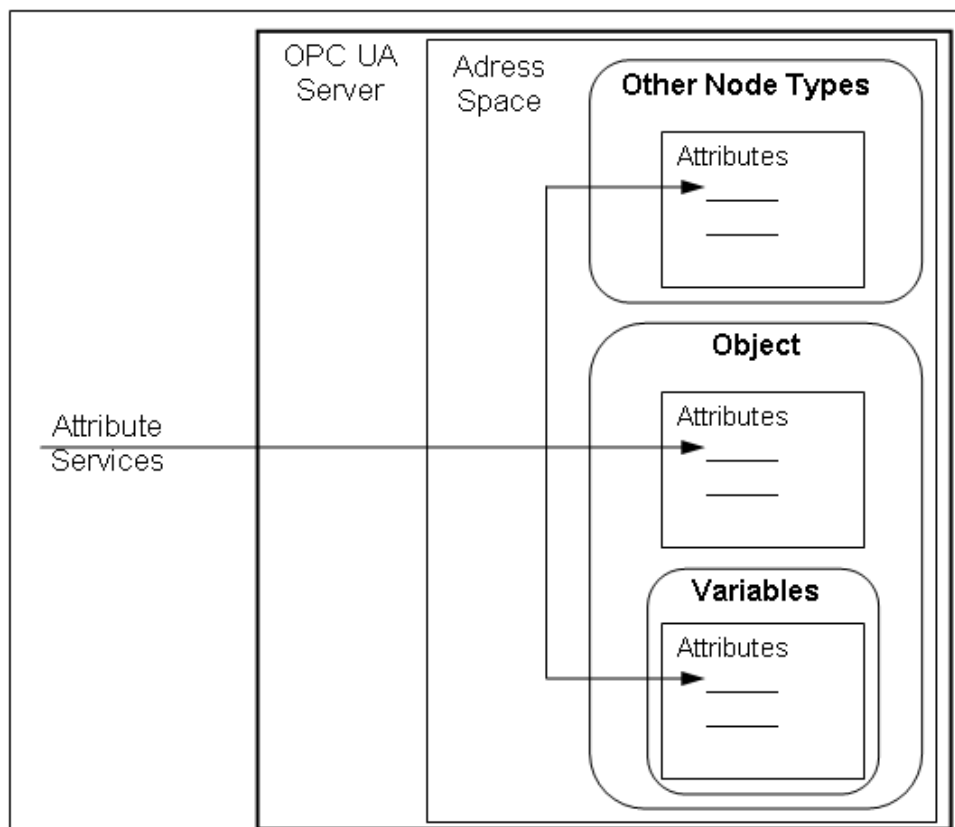 OPC UA
Server
Adress
Space
Other Node Types
Attributes
Object
Attributes
Attribute
Services
Variables
Attributes